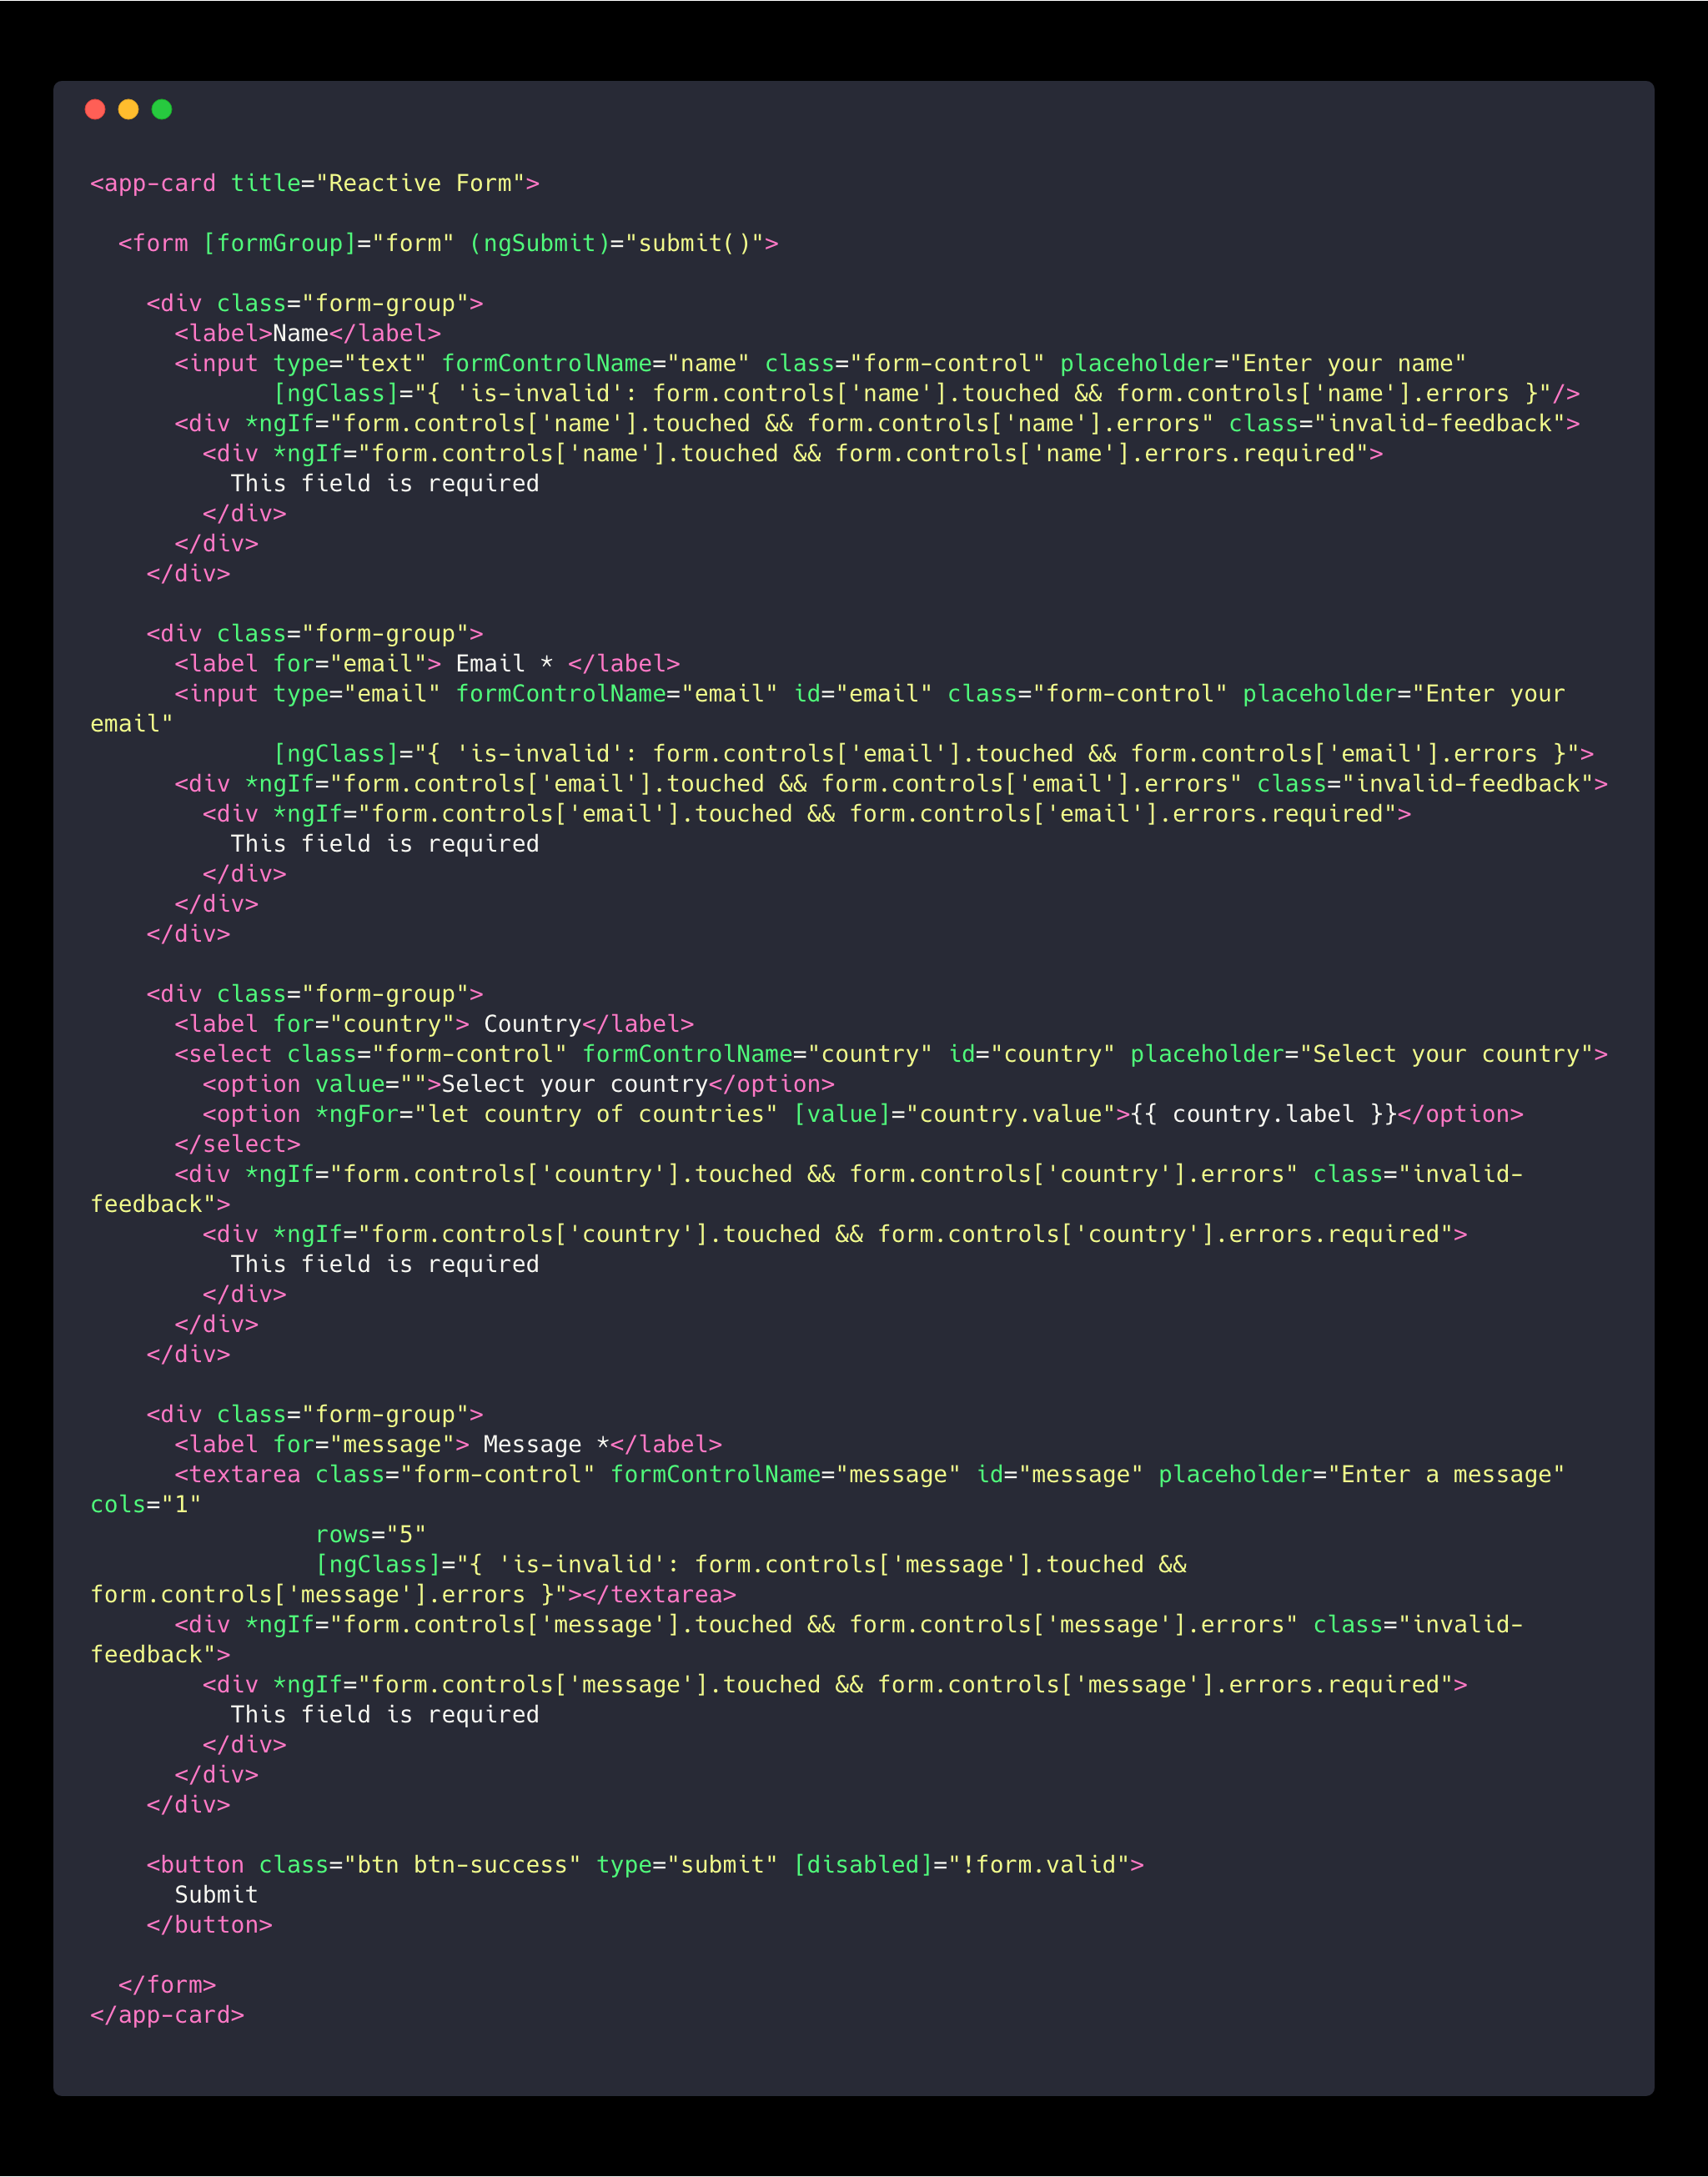 <app-card title="Reactive Form">
<form [formGroup]="form" (ngSubmit)="submit()">
<div class="form-group">
<label>Name</label>
<input type="text" formControlName="name" class="form-control" placeholder="Enter your name"
[ngClass]="{ 'is-invalid': form.controls['name'].touched && form.controls['name'].errors }"/>
<div *ngIf="form.controls['name'].touched && form.controls['name'].errors" class="invalid-feedback">
<div *ngIf="form.controls['name'].touched && form.controls['name'].errors.required">
This field is required
</div>
</div>
</div>
<div class="form-group">
<label for="email"> Email * </label>
<input type="email" formControlName="email" id="email" class="form-control" placeholder="Enter your
email"
[ngClass]="{ 'is-invalid': form.controls['email'].touched && form.controls['email'].errors }">
<div *ngIf="form.controls['email'].touched && form.controls['email'].errors" class="invalid-feedback">
<div *ngIf="form.controls['email'].touched && form.controls['email'].errors.required">
This field is required
</div>
</div>
</div>
<div class="form-group">
<label for="country"> Country</label>
<select class="form-control" formControlName="country" id="country" placeholder="Select your country">
<option value="">Select your country</option>
<option *ngFor="let country of countries" [value]="country.value">{{ country.label }}</option>
</select>
<div *ngIf="form.controls['country'].touched && form.controls['country'].errors" class="invalid-
feedback">
<div *ngIf="form.controls['country'].touched && form.controls['country'].errors.required">
This field is required
</div>
</div>
</div>
<div class="form-group">
<label for="message"> Message *</label>
<textarea class="form-control" formControlName="message" id="message" placeholder="Enter a message"
cols="1"
rows="5"
[ngClass]="{ 'is-invalid': form.controls['message'].touched &&
form.controls['message'].errors }"></textarea>
<div *ngIf="form.controls['message'].touched && form.controls['message'].errors" class="invalid-
feedback">
<div *ngIf="form.controls['message'].touched && form.controls['message'].errors.required">
This field is required
</div>
</div>
</div>
<button class="btn btn-success" type="submit" [disabled]="!form.valid">
Submit
</button>
</form>
</app-card>